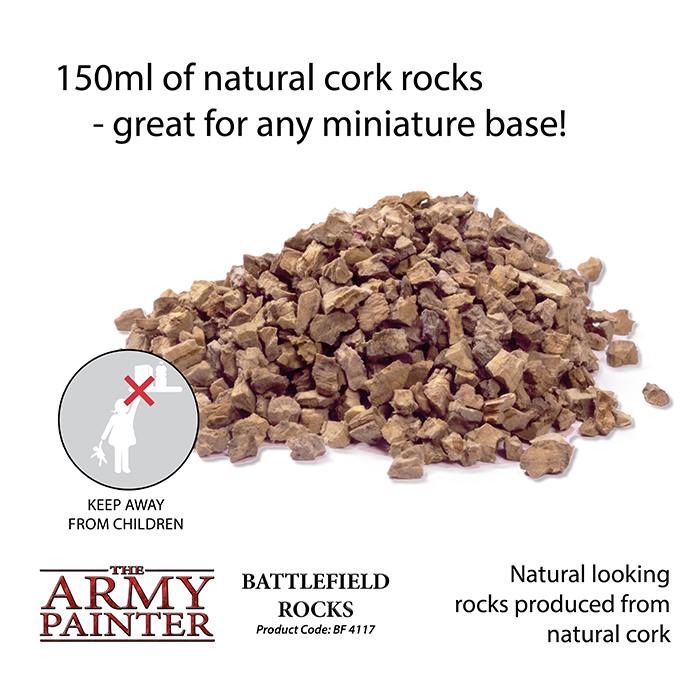 150ml of natural cork rocks
- great for any miniature base!
KEEP AWAY
FROM CHILDREN
THE
ARMY
PAINTER
BATTLEFIELD
ROCKS
Product Code: BF 4117
Natural looking
rocks produced from
natural cork